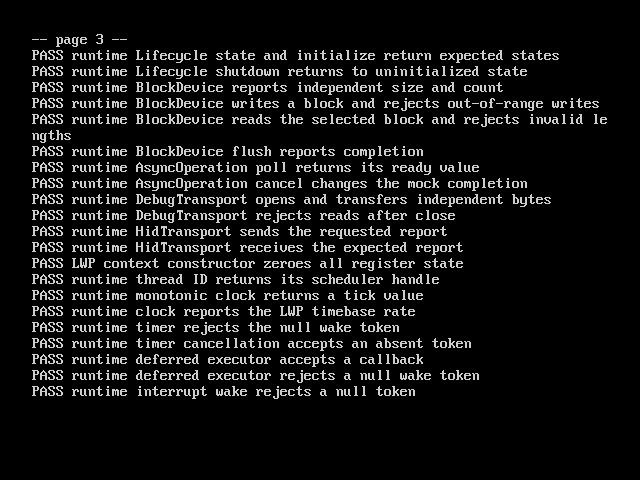 -- page 3 --
PASS runtime Lifecycle state and initialize return expected states
PASS runtime Lifecycle shutdown returns to uninitialized state
PASS runtime BlockDevice reports independent size and count
PASS runtime BlockDevice writes a block and rejects out-of-range writes
PASS runtime BlockDevice reads the selected block and rejects invalid le
ngths
PASS runtime BlockDevice flush reports completion
PASS runtime AsyncOperation poll returns its ready value
PASS runtime AsyncOperation cancel changes the mock completion
PASS runtime DebugTransport opens and transfers independent bytes
PASS runtime DebugTransport rejects reads after close
PASS runtime HidTransport sends the requested report
PASS runtime HidTransport receives the expected report
PASS LWP context constructor zeroes all register state
PASS runtime thread ID returns its scheduler handle
PASS runtime monotonic clock returns a tick value
PASS runtime clock reports the LWP timebase rate
PASS runtime timer rejects the null wake token
PASS runtime timer cancellation accepts an absent token
PASS runtime deferred executor accepts a callback
PASS runtime deferred executor rejects a null wake token
PASS runtime interrupt wake rejects a null token